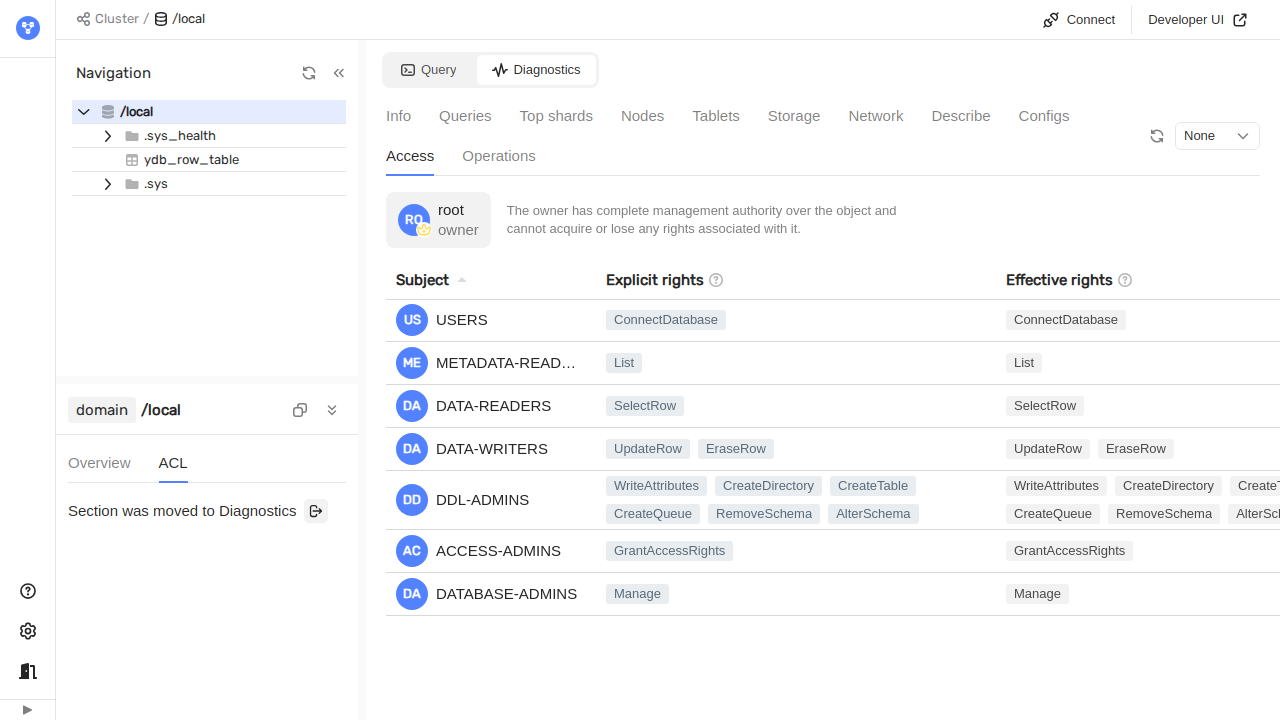 Cluster / /local
Connect
Developer UI
Navigation
/local
.sys_health
ydb_row_table
.sys
domain /local
Overview ACL
Section was moved to Diagnostics
Query Diagnostics
Info Queries Top shards Nodes Tablets Storage Network Describe Configs
Access Operations
None
RO
root
owner
The owner has complete management authority over the object and
cannot acquire or lose any rights associated with it.
Subject Explicit rights Effective rights
US USERS ConnectDatabase ConnectDatabase
ME METADATA-READ… List List
DA DATA-READERS SelectRow SelectRow
DA DATA-WRITERS UpdateRow EraseRow UpdateRow EraseRow
DD DDL-ADMINS
WriteAttributes CreateDirectory CreateTable WriteAttributes CreateDirectory
CreateQueue RemoveSchema AlterSchema CreateQueue RemoveSchema
AC ACCESS-ADMINS GrantAccessRights GrantAccessRights
DA DATABASE-ADMINS Manage Manage